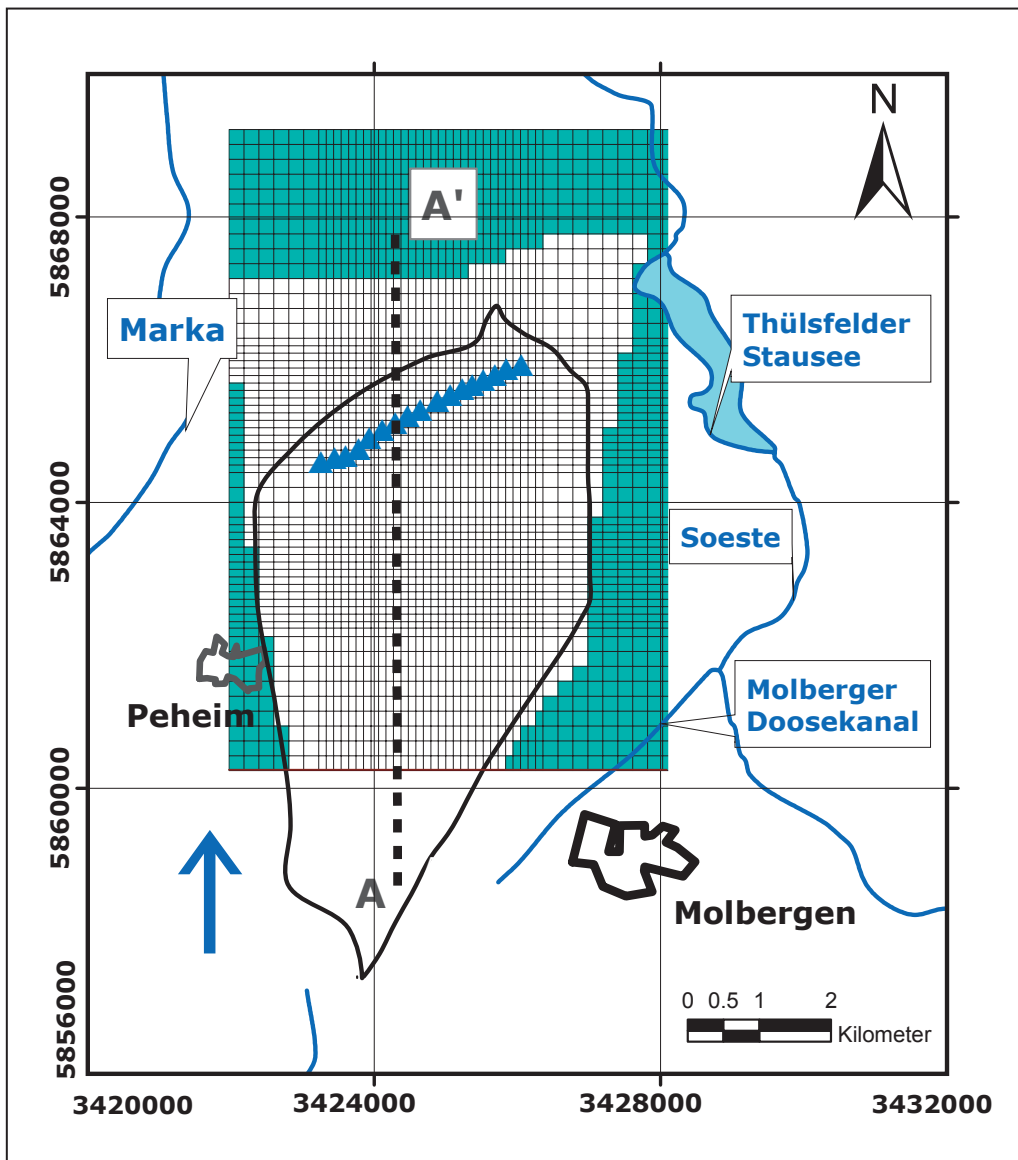 N
A'
5868000
Marka
Thülsfelder
Stausee
5864000
Soeste
Peheim
Molberger
Doosekanal
5860000
A
Molbergen
5856000
0 0.5 1 2
Kilometer
3420000 3424000 3428000 3432000